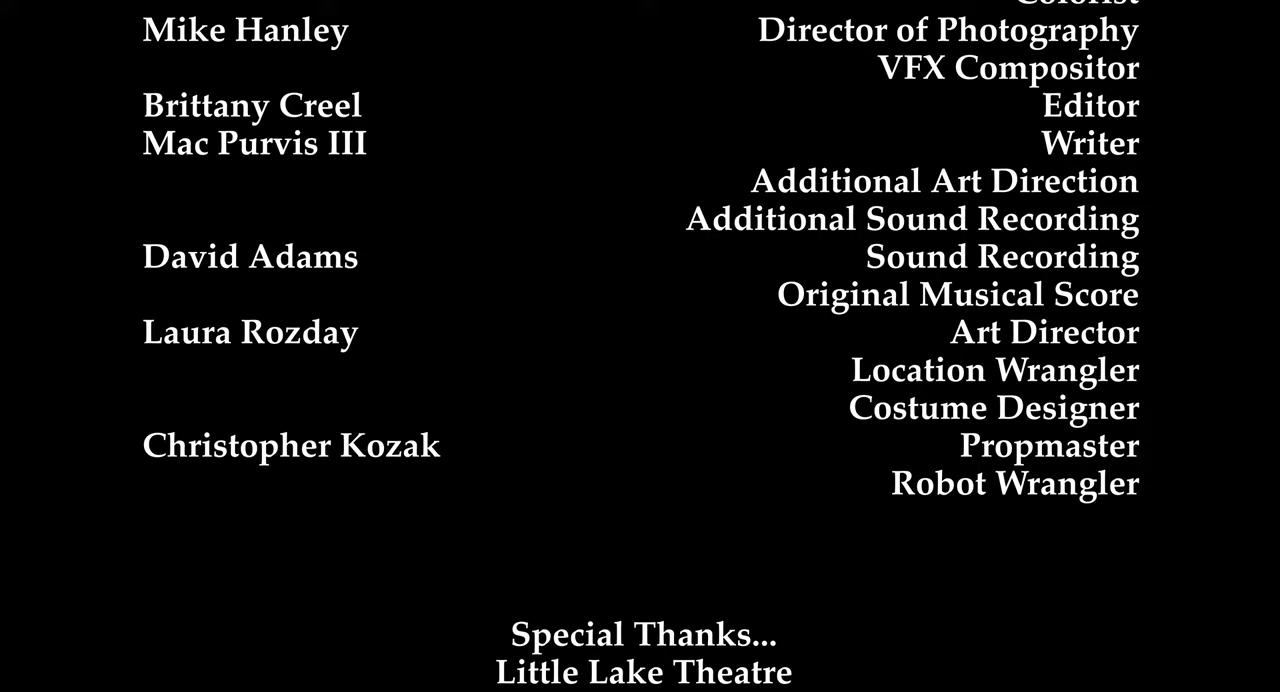 Colorist
Mike Hanley Director of Photography
VFX Compositor
Brittany Creel Editor
Mac Purvis III Writer
Additional Art Direction
Additional Sound Recording
David Adams Sound Recording
Original Musical Score
Laura Rozday Art Director
Location Wrangler
Costume Designer
Christopher Kozak Propmaster
Robot Wrangler
Special Thanks...
Little Lake Theatre